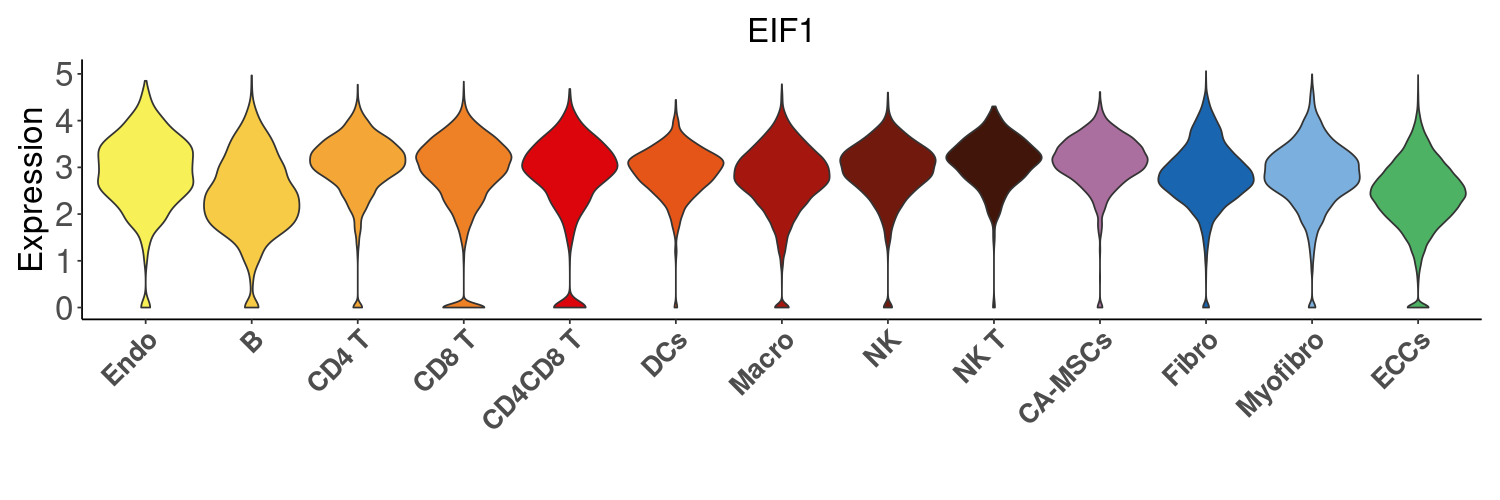 EIF1
Expression
5
4
3
2
1
0
Endo
B
CD4 T
CD8 T
CD4CD8 T
DCs
Macro
NK
NK T
CA-MSCs
Fibro
Myofibro
ECCs